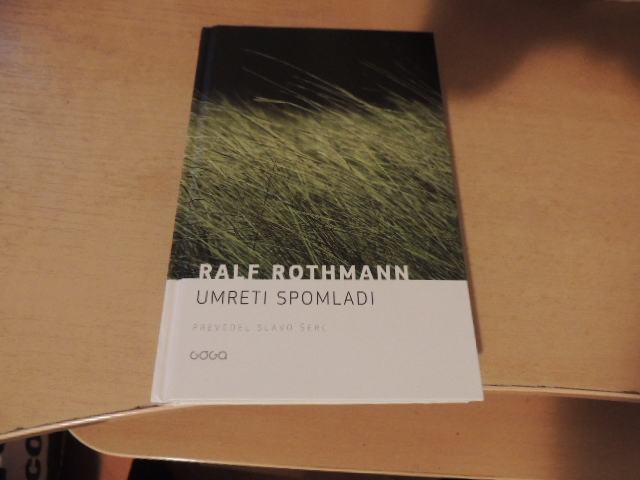 RALF ROTHMANN
UMRETI SPOMLADI
PREVEDEL SLAVO ŠERC
GOGA